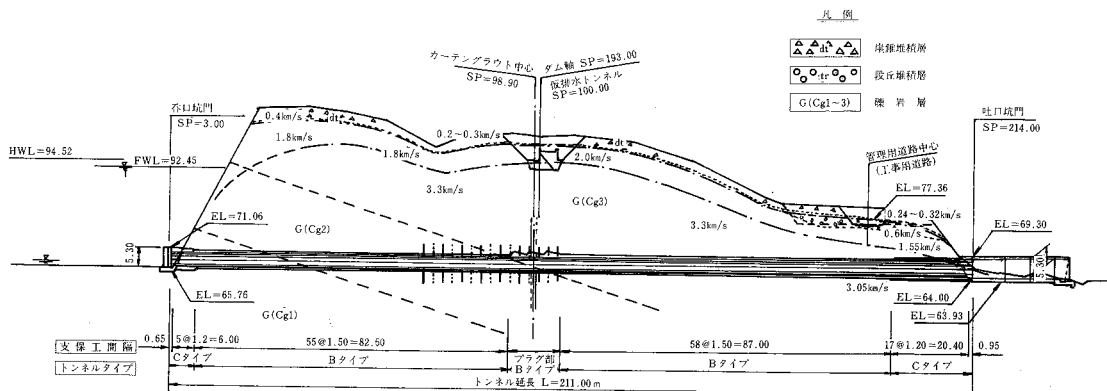 凡例
dt 崖錐堆積層
tr 段丘堆積層
G(Cg1~3) 礫岩層
カーテングラウト中心
SP=98.90
ダム軸 SP=193.00
仮排水トンネル
SP=100.00
呑口坑門
SP=3.00
吐口坑門
SP=214.00
HWL=94.52
FWL=92.45
0.4km/s
dt
1.8km/s
1.8km/s
0.2~0.3km/s
2.0km/s
dt
管理用道路中心
(工事用道路)
3.3km/s
G(Cg3)
3.3km/s
EL=77.36
0.24~0.32km/s
0.6km/s
1.55km/s
EL=71.06
G(Cg2)
EL=69.30
5.30
5.30
EL=65.76
G(Cg1)
3.05km/s
EL=64.00
EL=63.93
支保工間隔
0.65
5@1.2=6.00
55@1.50=82.50
58@1.50=87.00
17@1.20=20.40
0.95
トンネルタイプ
Cタイプ
Bタイプ
プラグ部
Bタイプ
Bタイプ
Cタイプ
トンネル延長 L=211.00m